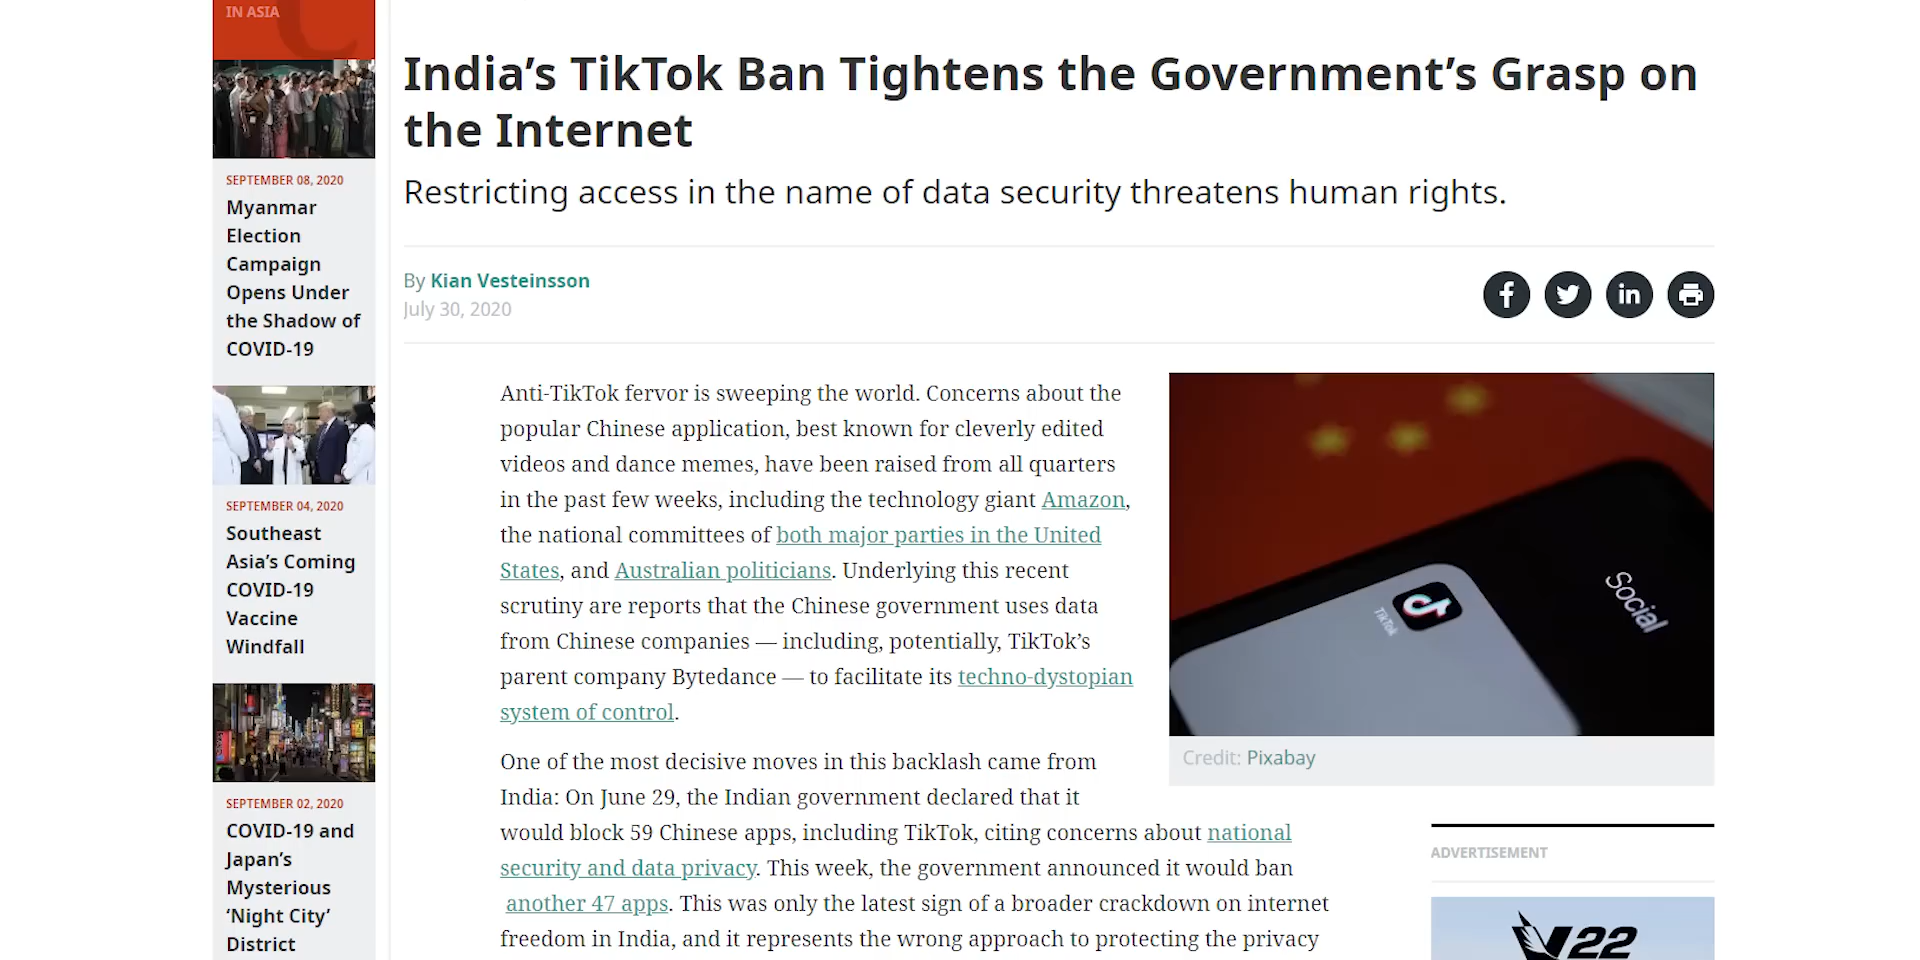 IN ASIA
SEPTEMBER 08, 2020
Myanmar
Election
Campaign
Opens Under
the Shadow of
COVID-19
SEPTEMBER 04, 2020
Southeast
Asia’s Coming
COVID-19
Vaccine
Windfall
SEPTEMBER 02, 2020
COVID-19 and
Japan’s
Mysterious
‘Night City’
District
India’s TikTok Ban Tightens the Government’s Grasp on
the Internet
Restricting access in the name of data security threatens human rights.
By Kian Vesteinsson
July 30, 2020
Anti-TikTok fervor is sweeping the world. Concerns about the
popular Chinese application, best known for cleverly edited
videos and dance memes, have been raised from all quarters
in the past few weeks, including the technology giant Amazon,
the national committees of both major parties in the United
States, and Australian politicians. Underlying this recent
scrutiny are reports that the Chinese government uses data
from Chinese companies — including, potentially, TikTok’s
parent company Bytedance — to facilitate its techno-dystopian
system of control.
One of the most decisive moves in this backlash came from
India: On June 29, the Indian government declared that it
would block 59 Chinese apps, including TikTok, citing concerns about national
security and data privacy. This week, the government announced it would ban
another 47 apps. This was only the latest sign of a broader crackdown on internet
freedom in India, and it represents the wrong approach to protecting the privacy
TikTok
Social
Credit: Pixabay
ADVERTISEMENT
V22